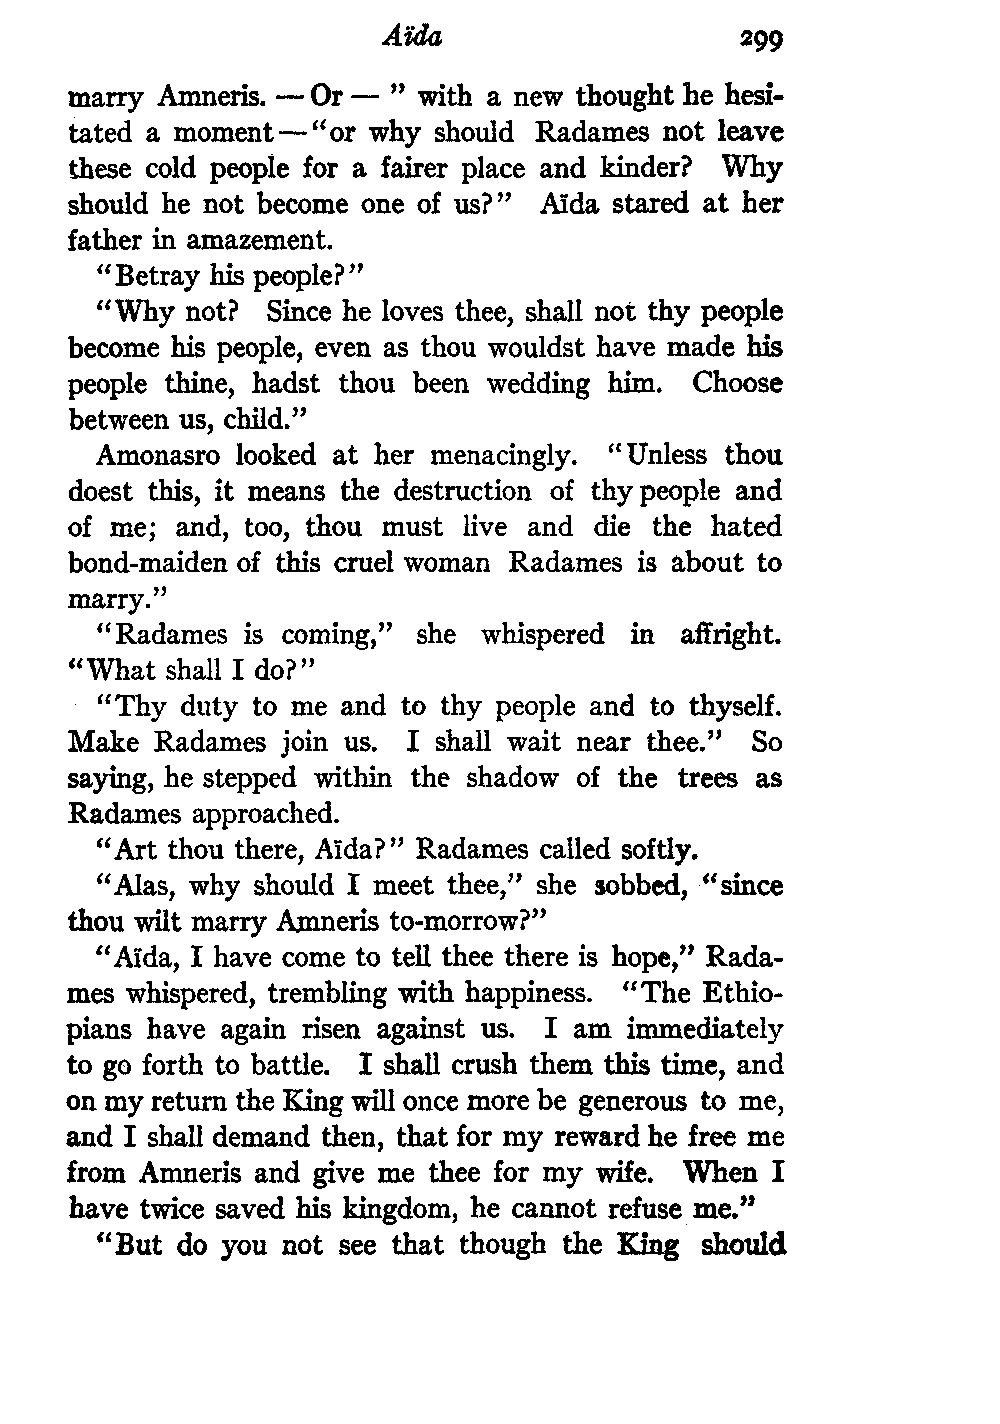 Aïda 299
marry Amneris. — Or — " with a new thought he hesi-
tated a moment — "or why should Radames not leave
these cold people for a fairer place and kinder? Why
should he not become one of us?" Aïda stared at her
father in amazement.
"Betray his people?"
"Why not? Since he loves thee, shall not thy people
become his people, even as thou wouldst have made his
people thine, hadst thou been wedding him. Choose
between us, child."
Amonasro looked at her menacingly. "Unless thou
doest this, it means the destruction of thy people and
of me; and, too, thou must live and die the hated
bond-maiden of this cruel woman Radames is about to
marry."
"Radames is coming," she whispered in affright.
"What shall I do?"
"Thy duty to me and to thy people and to thyself.
Make Radames join us. I shall wait near thee." So
saying, he stepped within the shadow of the trees as
Radames approached.
"Art thou there, Aïda?" Radames called softly.
"Alas, why should I meet thee," she sobbed, "since
thou wilt marry Amneris to-morrow?"
"Aïda, I have come to tell thee there is hope," Rada-
mes whispered, trembling with happiness. "The Ethio-
pians have again risen against us. I am immediately
to go forth to battle. I shall crush them this time, and
on my return the King will once more be generous to me,
and I shall demand then, that for my reward he free me
from Amneris and give me thee for my wife. When I
have twice saved his kingdom, he cannot refuse me."
"But do you not see that though the King should